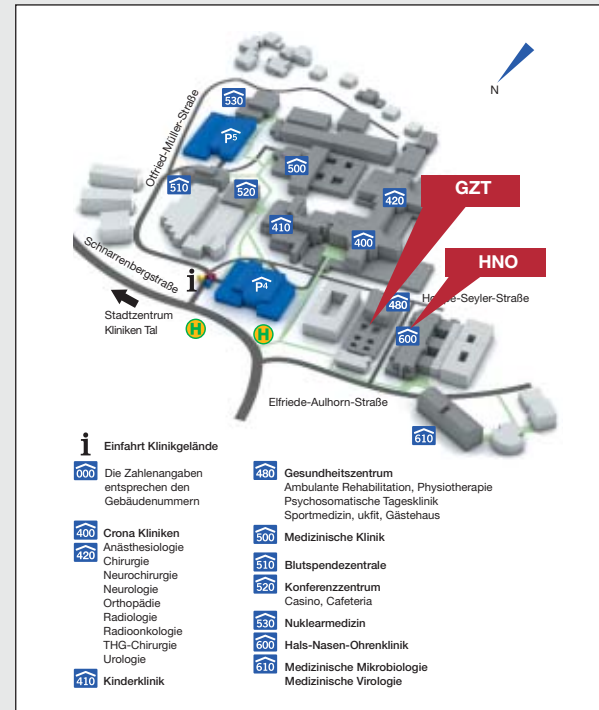 N
530
P5
Otfried-Müller-Straße
500
510
520
420
GZT
410
400
HNO
Schnarrenbergstraße
i
P4
480
Hoppe-Seyler-Straße
600
Stadtzentrum
Kliniken Tal
H
H
Elfriede-Aulhorn-Straße
610
i Einfahrt Klinikgelände
000 Die Zahlenangaben
entsprechen den
Gebäudenummern
400 Crona Kliniken
420 Anästhesiologie
Chirurgie
Neurochirurgie
Neurologie
Orthopädie
Radiologie
Radioonkologie
THG-Chirurgie
Urologie
410 Kinderklinik
480 Gesundheitszentrum
Ambulante Rehabilitation, Physiotherapie
Psychosomatische Tagesklinik
Sportmedizin, ukfit, Gästehaus
500 Medizinische Klinik
510 Blutspendezentrale
520 Konferenzzentrum
Casino, Cafeteria
530 Nuklearmedizin
600 Hals-Nasen-Ohrenklinik
610 Medizinische Mikrobiologie
Medizinische Virologie